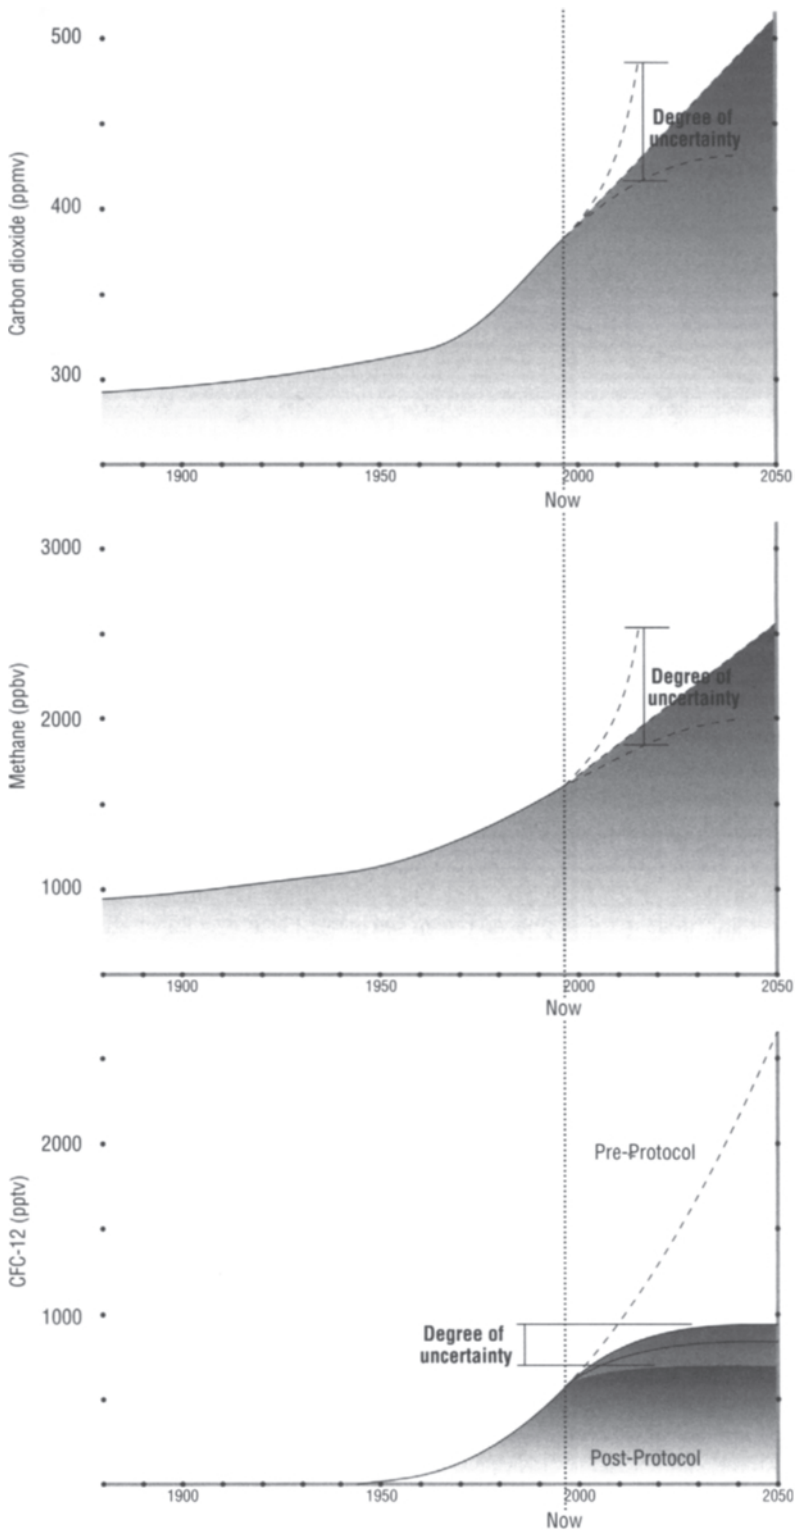 500
400
300
Carbon dioxide (ppmv)
Degree of
uncertainty
1900
1950
2000
2050
Now
3000
2000
1000
Methane (ppbv)
Degree of
uncertainty
1900
1950
2000
2050
Now
2000
1000
CFC-12 (pptv)
Pre-Protocol
Degree of
uncertainty
Post-Protocol
1900
1950
2000
2050
Now